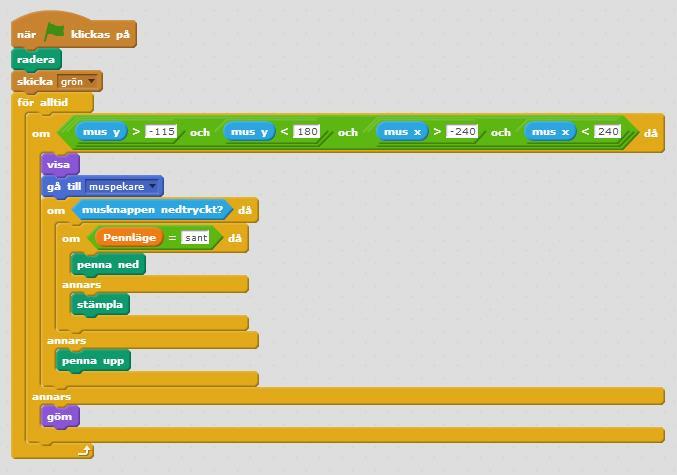 när klickas på
radera
skicka grön
för alltid
om mus y > -115 och mus y < 180 och mus x > -240 och mus x < 240 då
visa
gå till muspekare
om musknappen nedtryckt? då
om Pennläge = sant då
penna ned
annars
stämpla
annars
penna upp
annars
göm